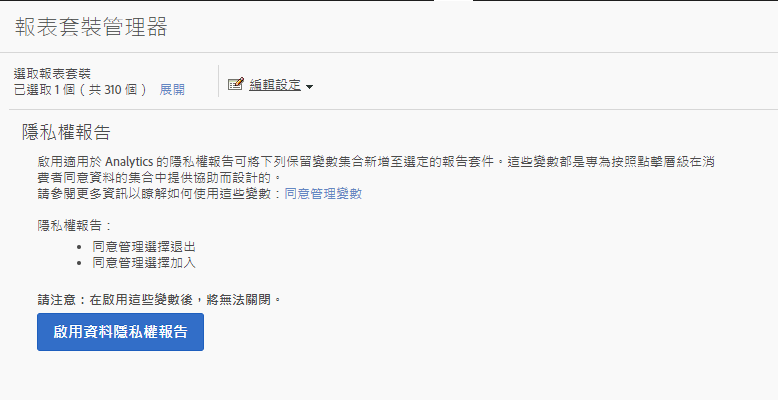 報表套裝管理器
選取報表套裝
已選取 1 個 ( 共 310 個 ) 展開
編輯設定
隱私權報告
啟用適用於 Analytics 的隱私權報告可將下列保留變數集合新增至選定的報告套件。這些變數都是專為按照點擊層級在消
費者同意資料的集合中提供協助而設計的。
請參閱更多資訊以瞭解如何使用這些變數：同意管理變數
隱私權報告：
• 同意管理選擇退出
• 同意管理選擇加入
請注意：在啟用這些變數後，將無法關閉。
啟用資料隱私權報告